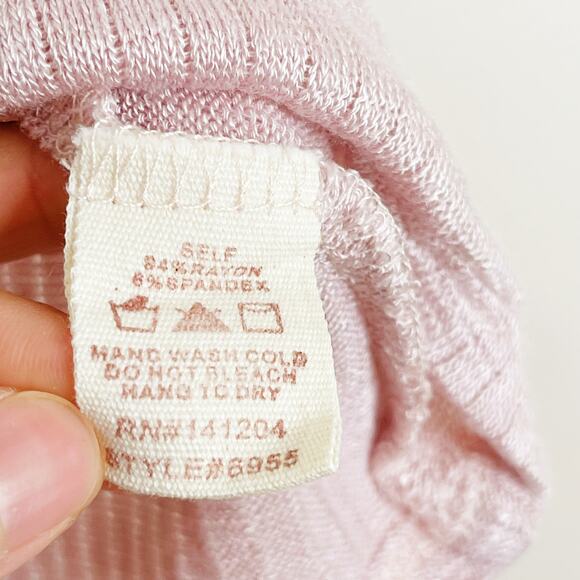 SELF
94%RAYON
6%SPANDEX
HAND WASH COLD
DO NOT BLEACH
HANG TO DRY
RN#141204
STYLE#6955